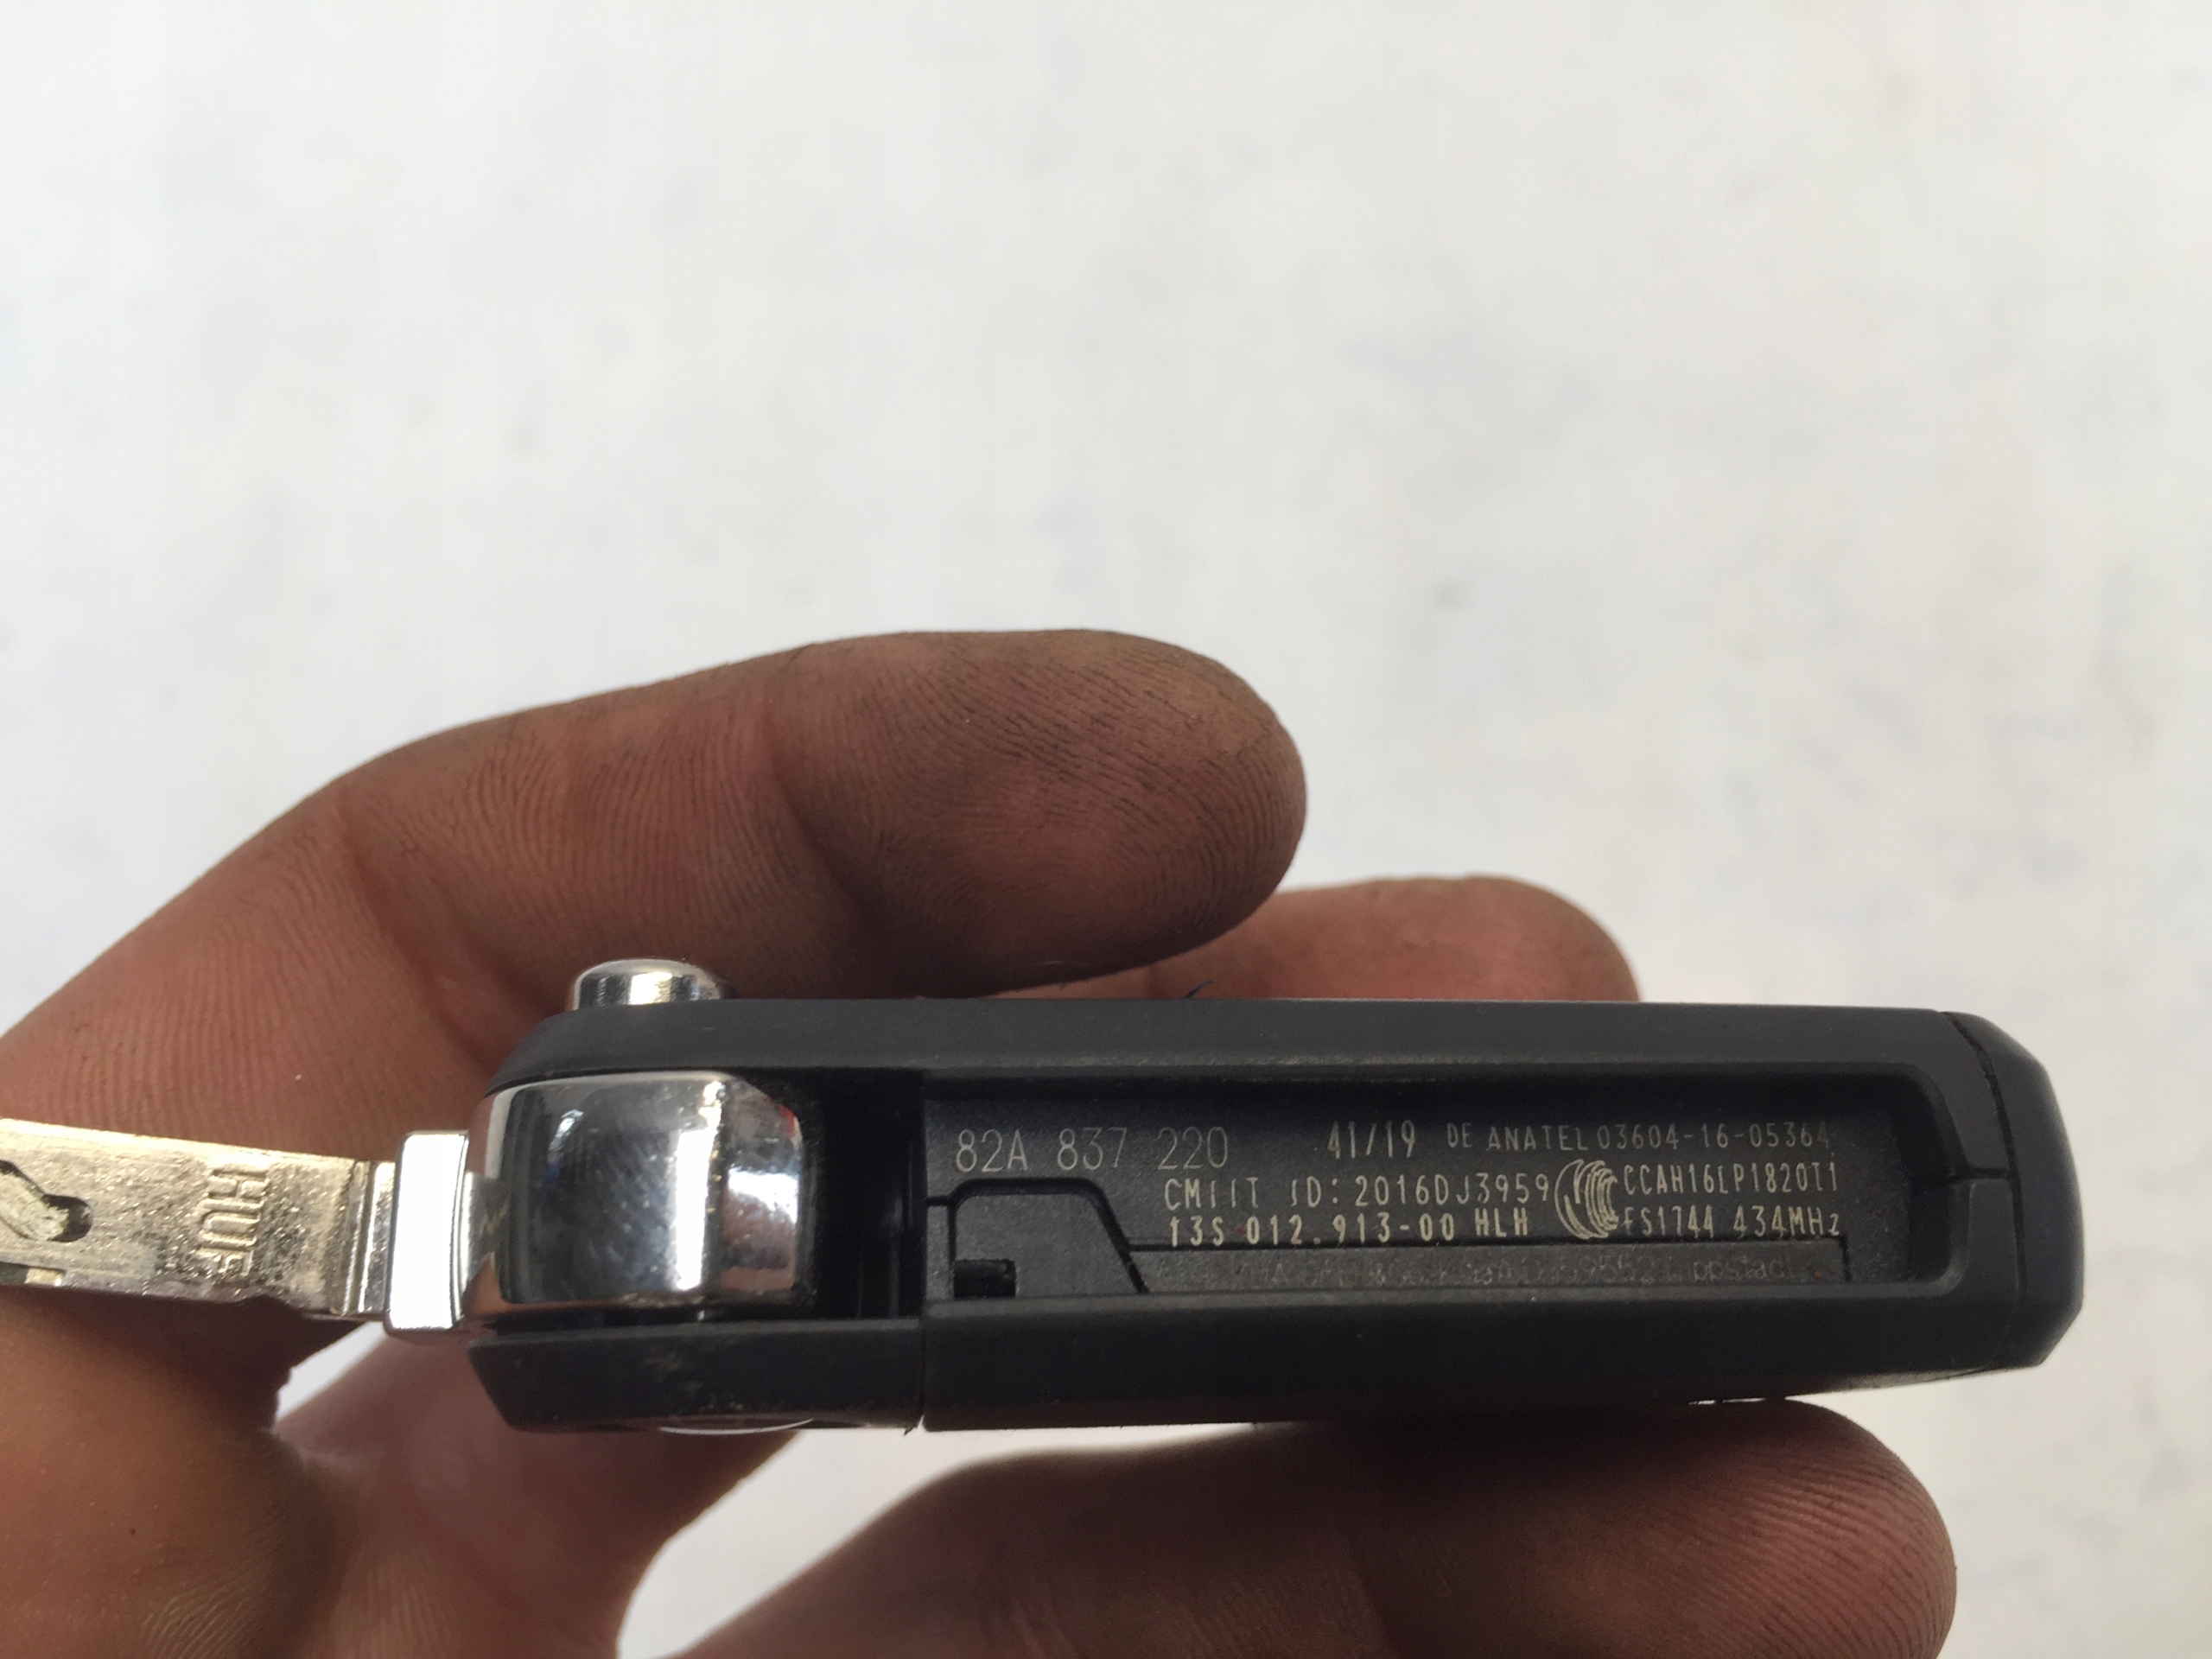 82A 837 220 41/19 DE ANATEL 03604-16-05364
CMIIT ID: 2016DJ3959 CCAH16LP1820T1
13S 012.913-00 HLH FS1744 434MHz
HUF